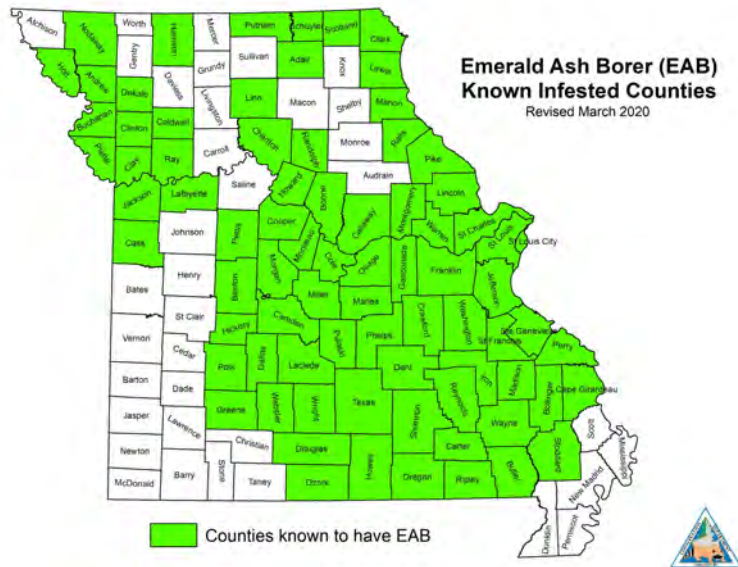 Emerald Ash Borer (EAB)
Known Infested Counties
Revised March 2020
Atchison
Nodaway
Worth
Harrison
Mercer
Putnam
Schuyler
Scotland
Clark
Holt
Andrew
Gentry
Grundy
Sullivan
Adair
Knox
Lewis
DeKalb
Daviess
Livingston
Linn
Macon
Shelby
Marion
Buchanan
Clinton
Caldwell
Chariton
Randolph
Monroe
Ralls
Platte
Clay
Ray
Carroll
Audrain
Pike
Jackson
Lafayette
Saline
Howard
Boone
Callaway
Montgomery
Lincoln
Warren
St Charles
St Louis
St Louis City
Cass
Johnson
Pettis
Cooper
Moniteau
Cole
Osage
Gasconade
Franklin
Jefferson
Bates
Henry
Benton
Morgan
Miller
Maries
Crawford
Washington
Ste Genevieve
St Francois
Perry
Vernon
St Clair
Hickory
Camden
Pulaski
Phelps
Dent
Iron
Madison
Bollinger
Cape Girardeau
Cedar
Polk
Dallas
Laclede
Texas
Reynolds
Barton
Dade
Greene
Webster
Wright
Shannon
Wayne
Jasper
Lawrence
Christian
Douglas
Carter
Butler
Stoddard
Scott
Mississippi
Newton
Barry
Stone
Taney
Ozark
Howell
Oregon
Ripley
New Madrid
McDonald
Dunklin
Pemiscot
Counties known to have EAB